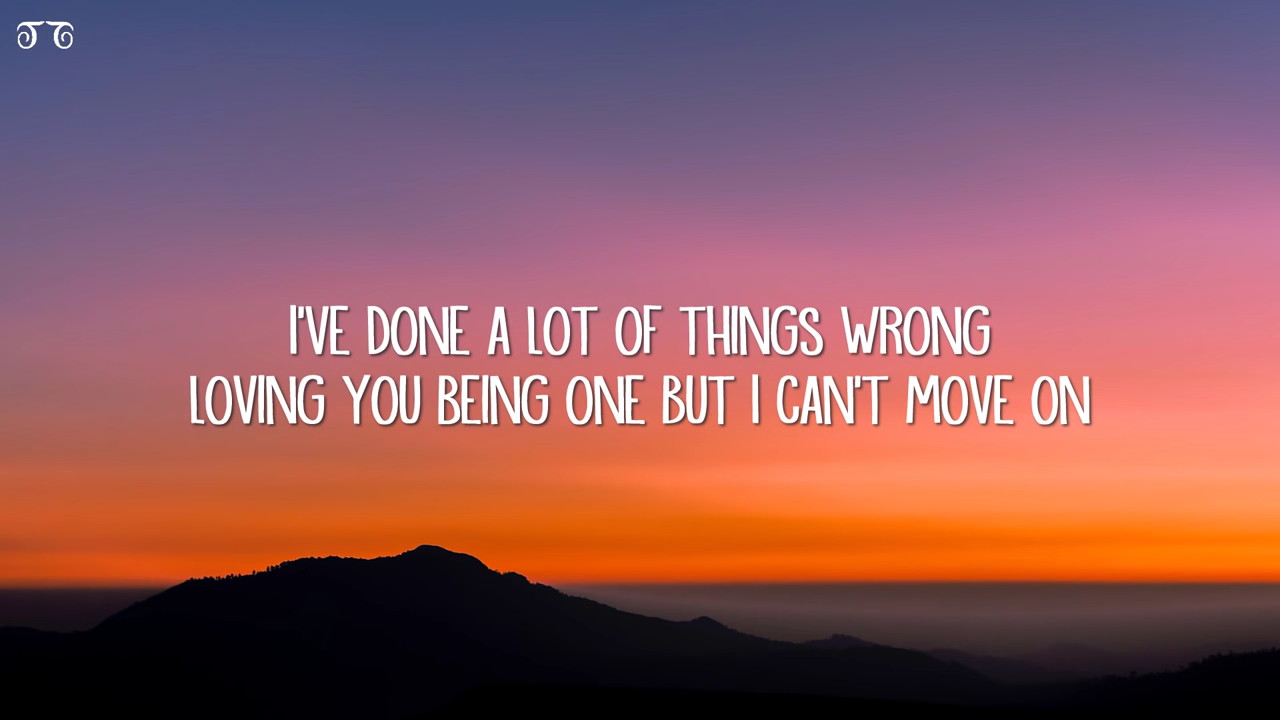 I'VE DONE A LOT OF THINGS WRONG
LOVING YOU BEING ONE BUT I CAN'T MOVE ON